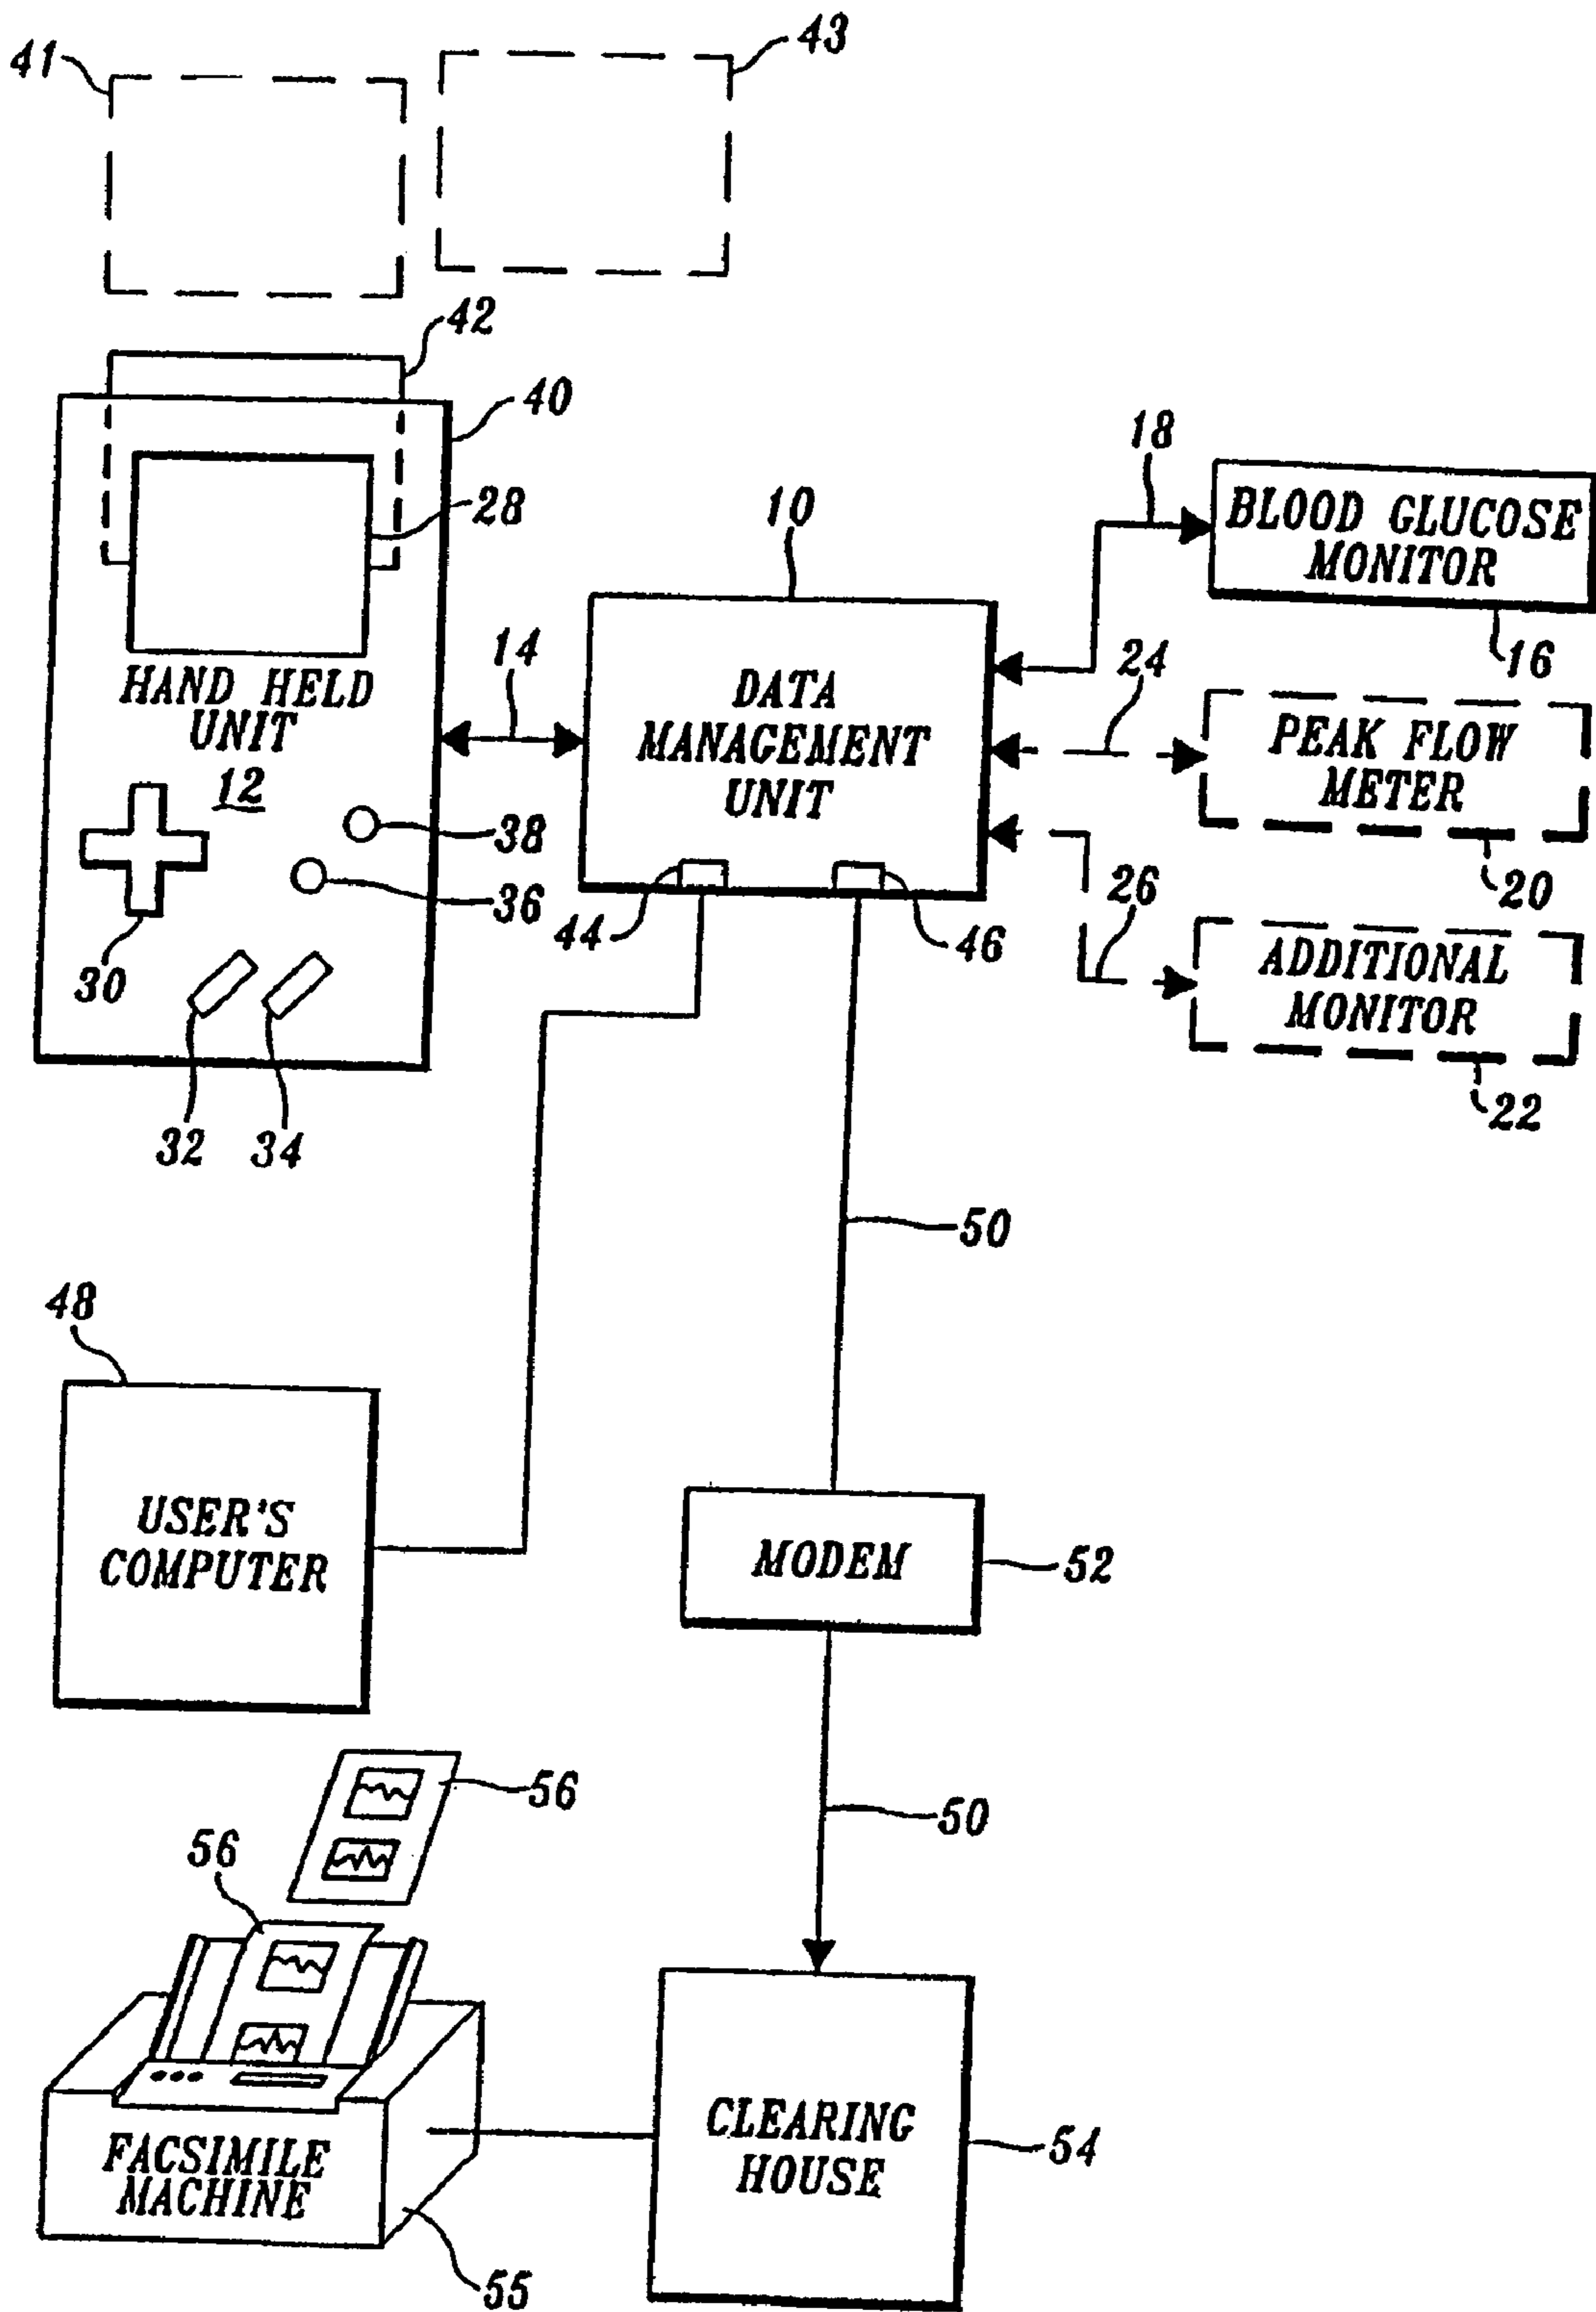 41
43
42
40
28
HAND HELD
UNIT
12
38
36
30
32
34
14
10
DATA
MANAGEMENT
UNIT
44
46
18
BLOOD GLUCOSE
MONITOR
16
24
PEAK FLOW
METER
20
26
ADDITIONAL
MONITOR
22
50
48
USER'S
COMPUTER
MODEM
52
56
56
50
FACSIMILE
MACHINE
55
CLEARING
HOUSE
54